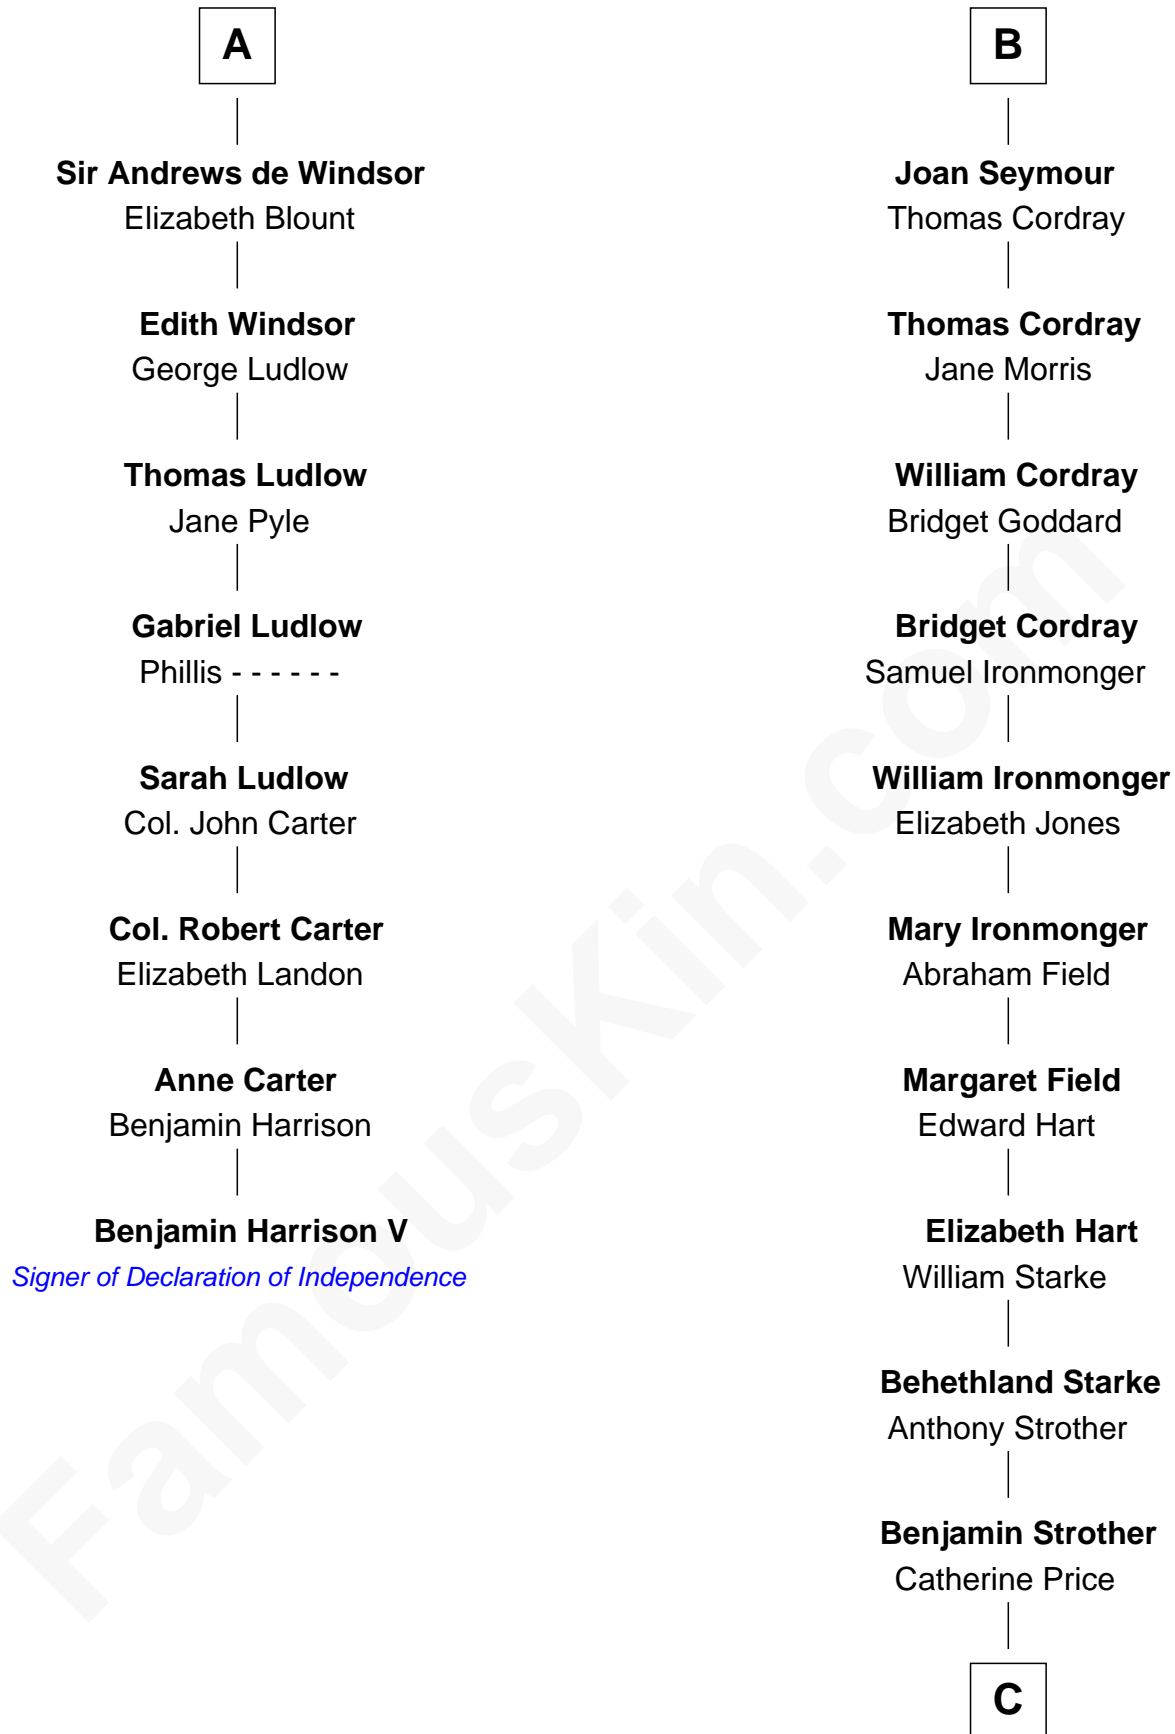 A
Sir Andrews de Windsor
Elizabeth Blount
Edith Windsor
George Ludlow
Thomas Ludlow
Jane Pyle
Gabriel Ludlow
Phillis - - - - - -
Sarah Ludlow
Col. John Carter
Col. Robert Carter
Elizabeth Landon
Anne Carter
Benjamin Harrison
Benjamin Harrison V
Signer of Declaration of Independence
B
Joan Seymour
Thomas Cordray
Thomas Cordray
Jane Morris
William Cordray
Bridget Goddard
Bridget Cordray
Samuel Ironmonger
William Ironmonger
Elizabeth Jones
Mary Ironmonger
Abraham Field
Margaret Field
Edward Hart
Elizabeth Hart
William Starke
Behethland Starke
Anthony Strother
Benjamin Strother
Catherine Price
C
FamousKin.com